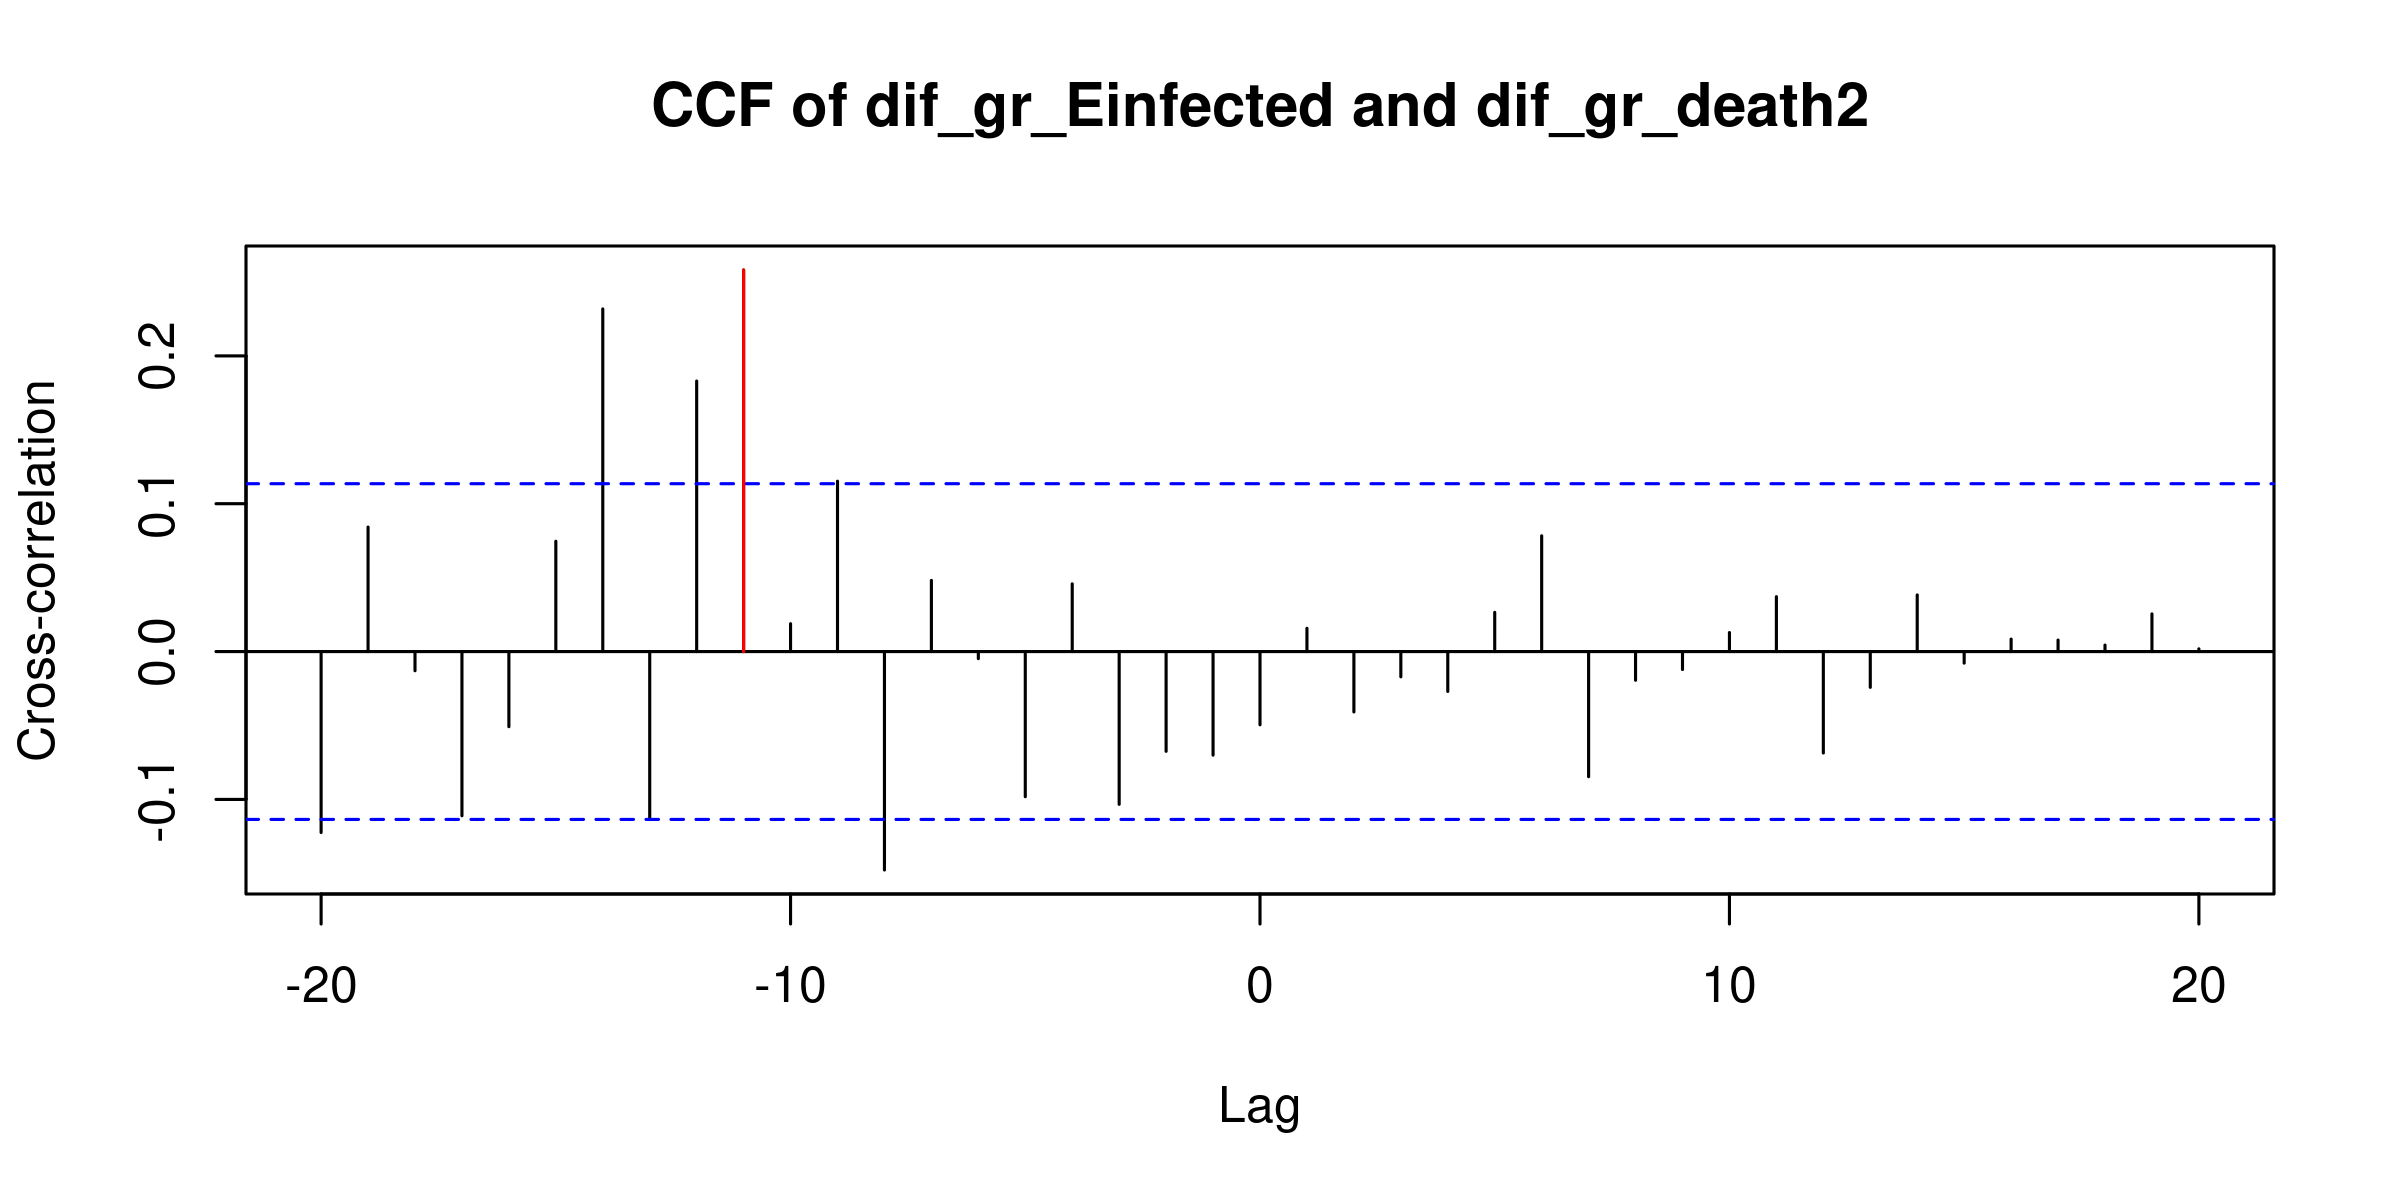 CCF of dif_gr_Einfected and dif_gr_death2
Cross-correlation
0.2
0.1
0.0
-0.1
-20 -10 0 10 20
Lag